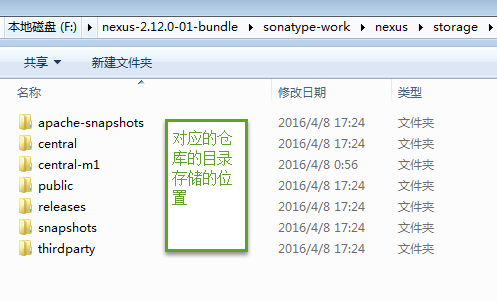 本地磁盘 (F:) ▸ nexus-2.12.0-01-bundle ▸ sonatype-work ▸ nexus ▸ storage ▸
共享 新建文件夹
名称 修改日期 类型
apache-snapshots 2016/4/8 17:24 文件夹
central 2016/4/8 17:24 文件夹
central-m1 2016/4/8 0:56 文件夹
public 2016/4/8 17:24 文件夹
releases 2016/4/8 17:24 文件夹
snapshots 2016/4/8 17:24 文件夹
thirdparty 2016/4/8 17:24 文件夹
对应的仓
库的目录
存储的位
置